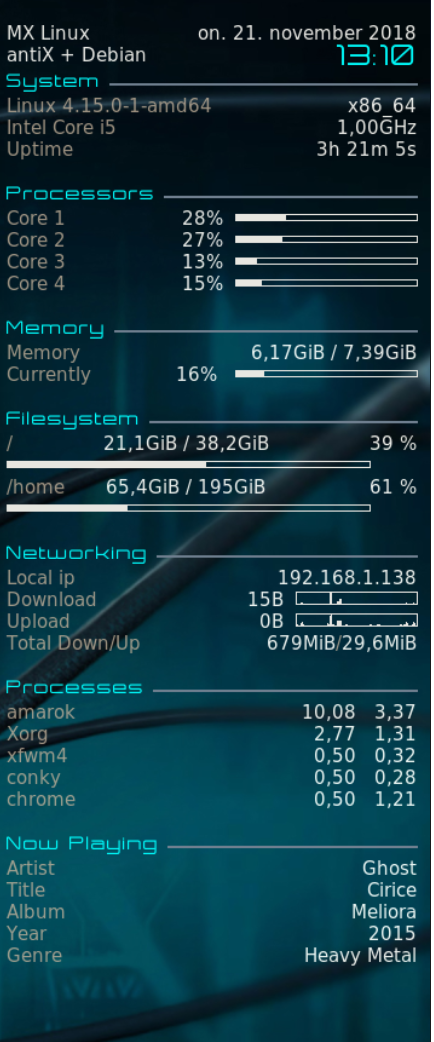 MX Linux on. 21. november 2018
antiX + Debian 13:10
System
Linux 4.15.0-1-amd64 x86_64
Intel Core i5 1,00GHz
Uptime 3h 21m 5s
Processors
Core 1 28%
Core 2 27%
Core 3 13%
Core 4 15%
Memory
Memory 6,17GiB / 7,39GiB
Currently 16%
Filesystem
/ 21,1GiB / 38,2GiB 39 %
/home 65,4GiB / 195GiB 61 %
Networking
Local ip 192.168.1.138
Download 15B
Upload 0B
Total Down/Up 679MiB/29,6MiB
Processes
amarok 10,08 3,37
Xorg 2,77 1,31
xfwm4 0,50 0,32
conky 0,50 0,28
chrome 0,50 1,21
Now Playing
Artist Ghost
Title Cirice
Album Meliora
Year 2015
Genre Heavy Metal